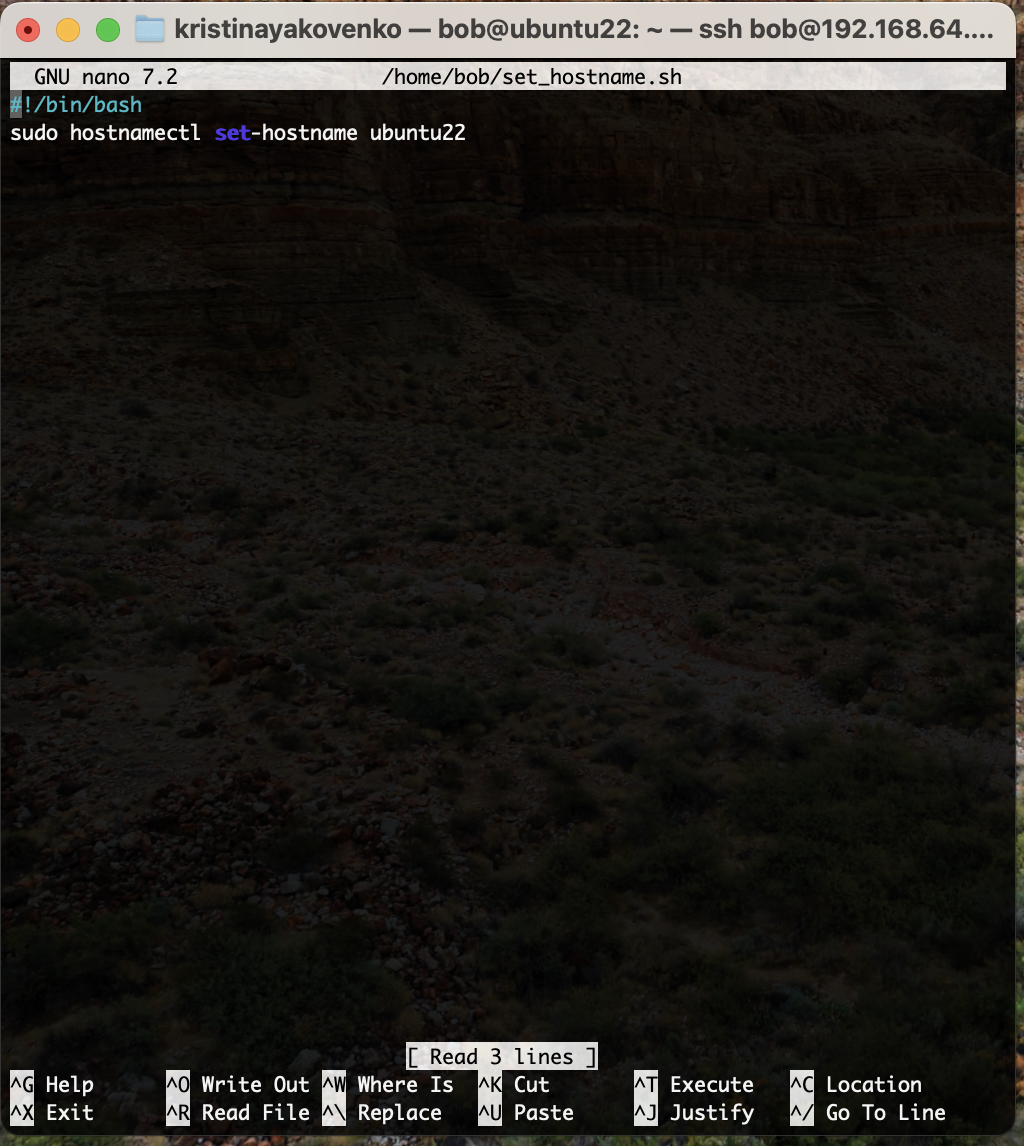 kristinayakovenko — bob@ubuntu22: ~ — ssh bob@192.168.64....
GNU nano 7.2 /home/bob/set_hostname.sh
#!/bin/bash
sudo hostnamectl set-hostname ubuntu22
[ Read 3 lines ]
^G Help ^O Write Out ^W Where Is ^K Cut ^T Execute ^C Location
^X Exit ^R Read File ^\ Replace ^U Paste ^J Justify ^/ Go To Line